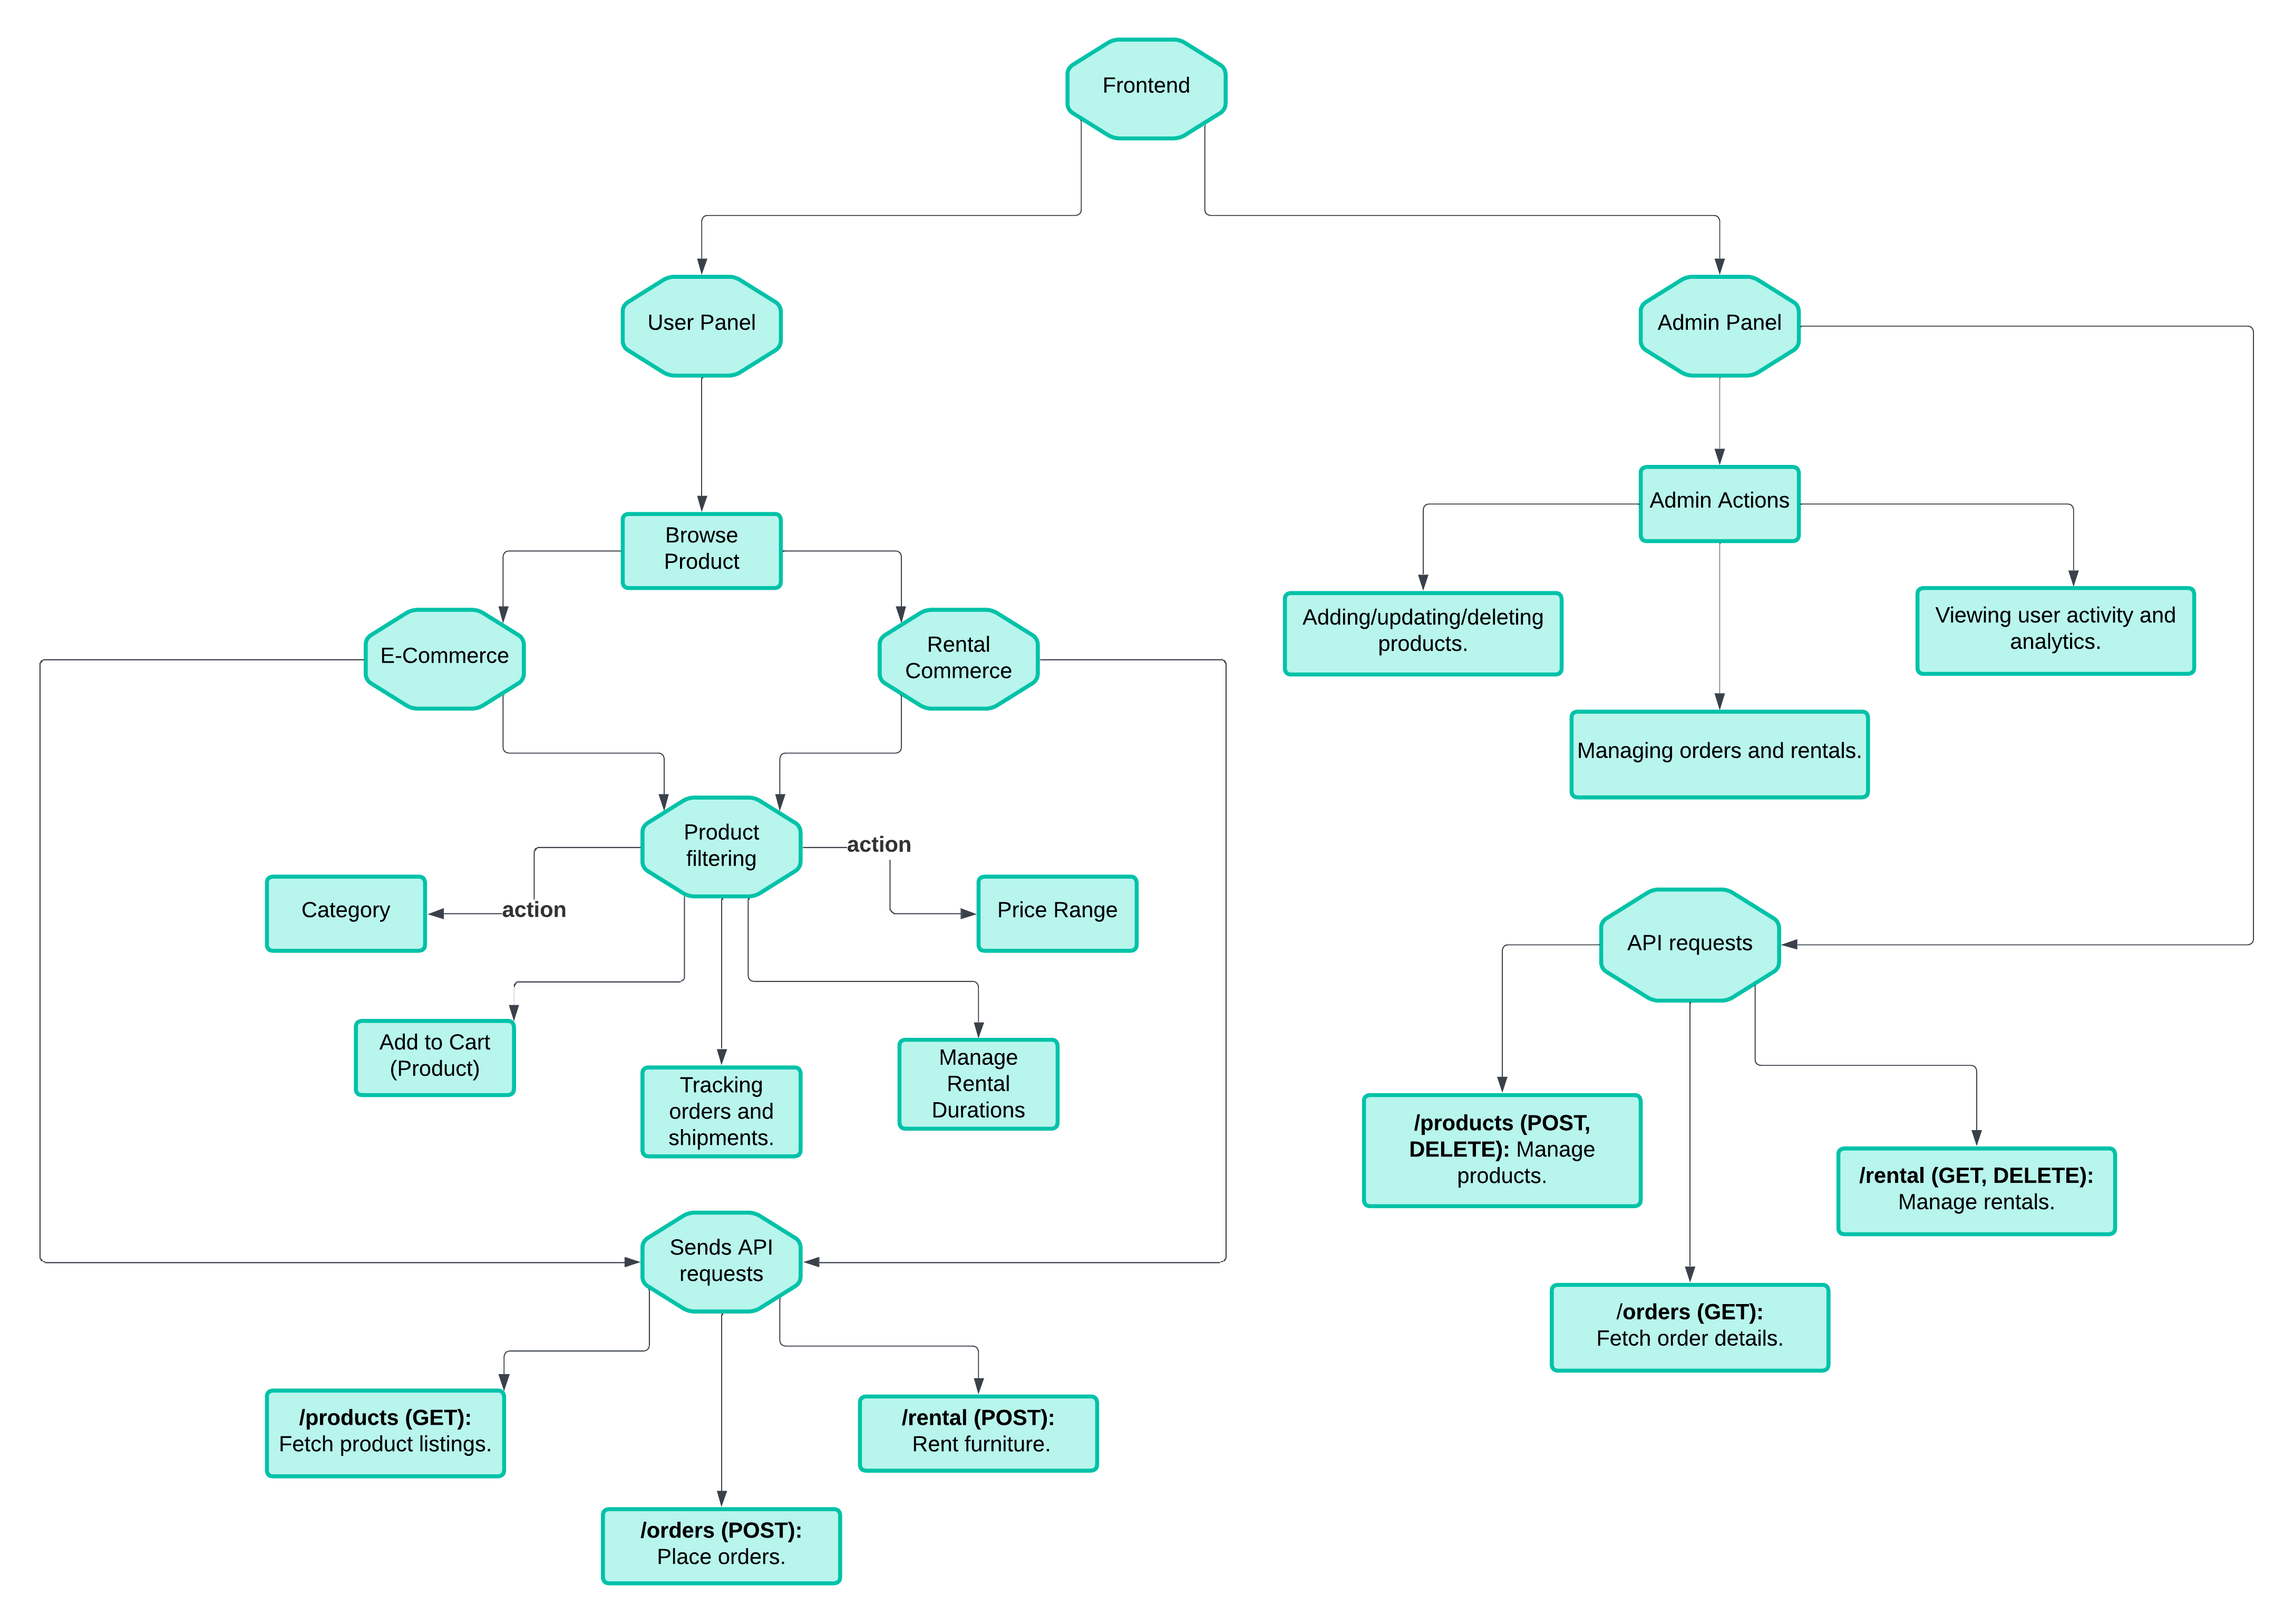 Frontend
User Panel
Admin Panel
Browse
Product
Admin Actions
E-Commerce
Rental
Commerce
Adding/updating/deleting
products.
Viewing user activity and
analytics.
Managing orders and rentals.
Product
filtering
action
action
Category
Price Range
API requests
Add to Cart
(Product)
Tracking
orders and
shipments.
Manage
Rental
Durations
/products (POST,
DELETE): Manage
products.
/rental (GET, DELETE):
Manage rentals.
Sends API
requests
/orders (GET):
Fetch order details.
/products (GET):
Fetch product listings.
/rental (POST):
Rent furniture.
/orders (POST):
Place orders.